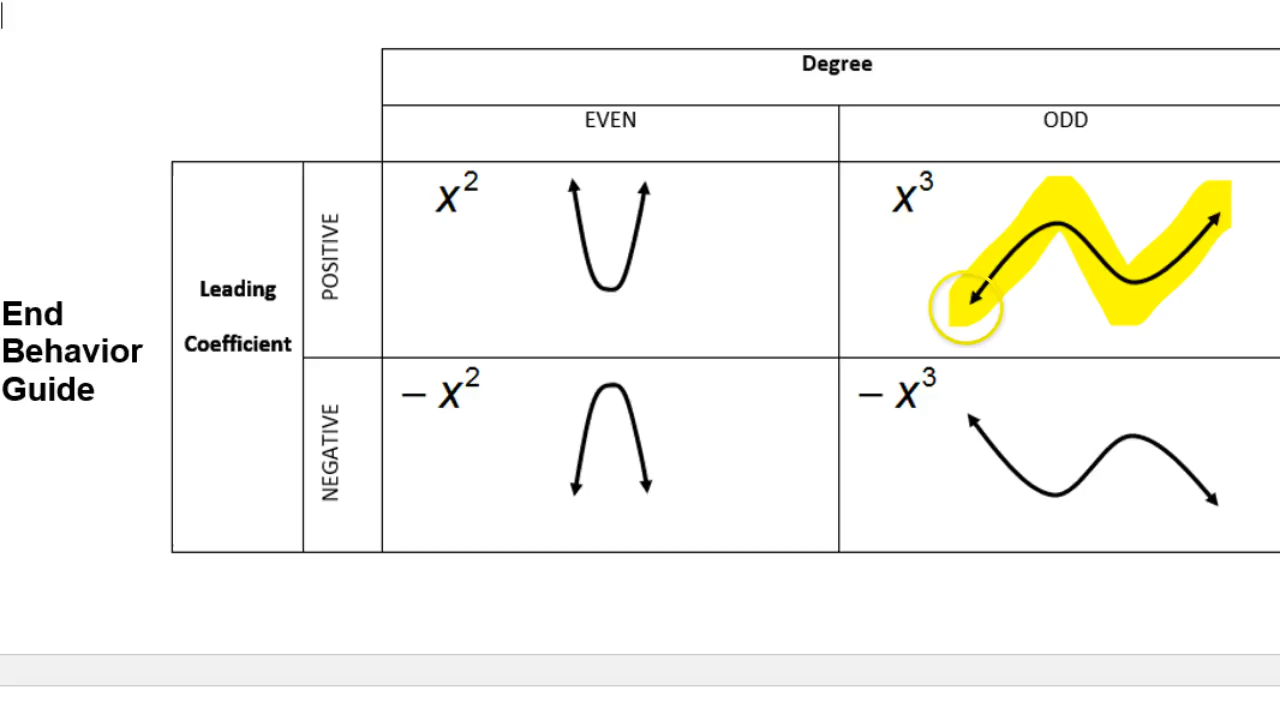 Degree
EVEN
ODD
End
Behavior
Guide
Leading
Coefficient
POSITIVE
x²
x³
NEGATIVE
− x²
− x³